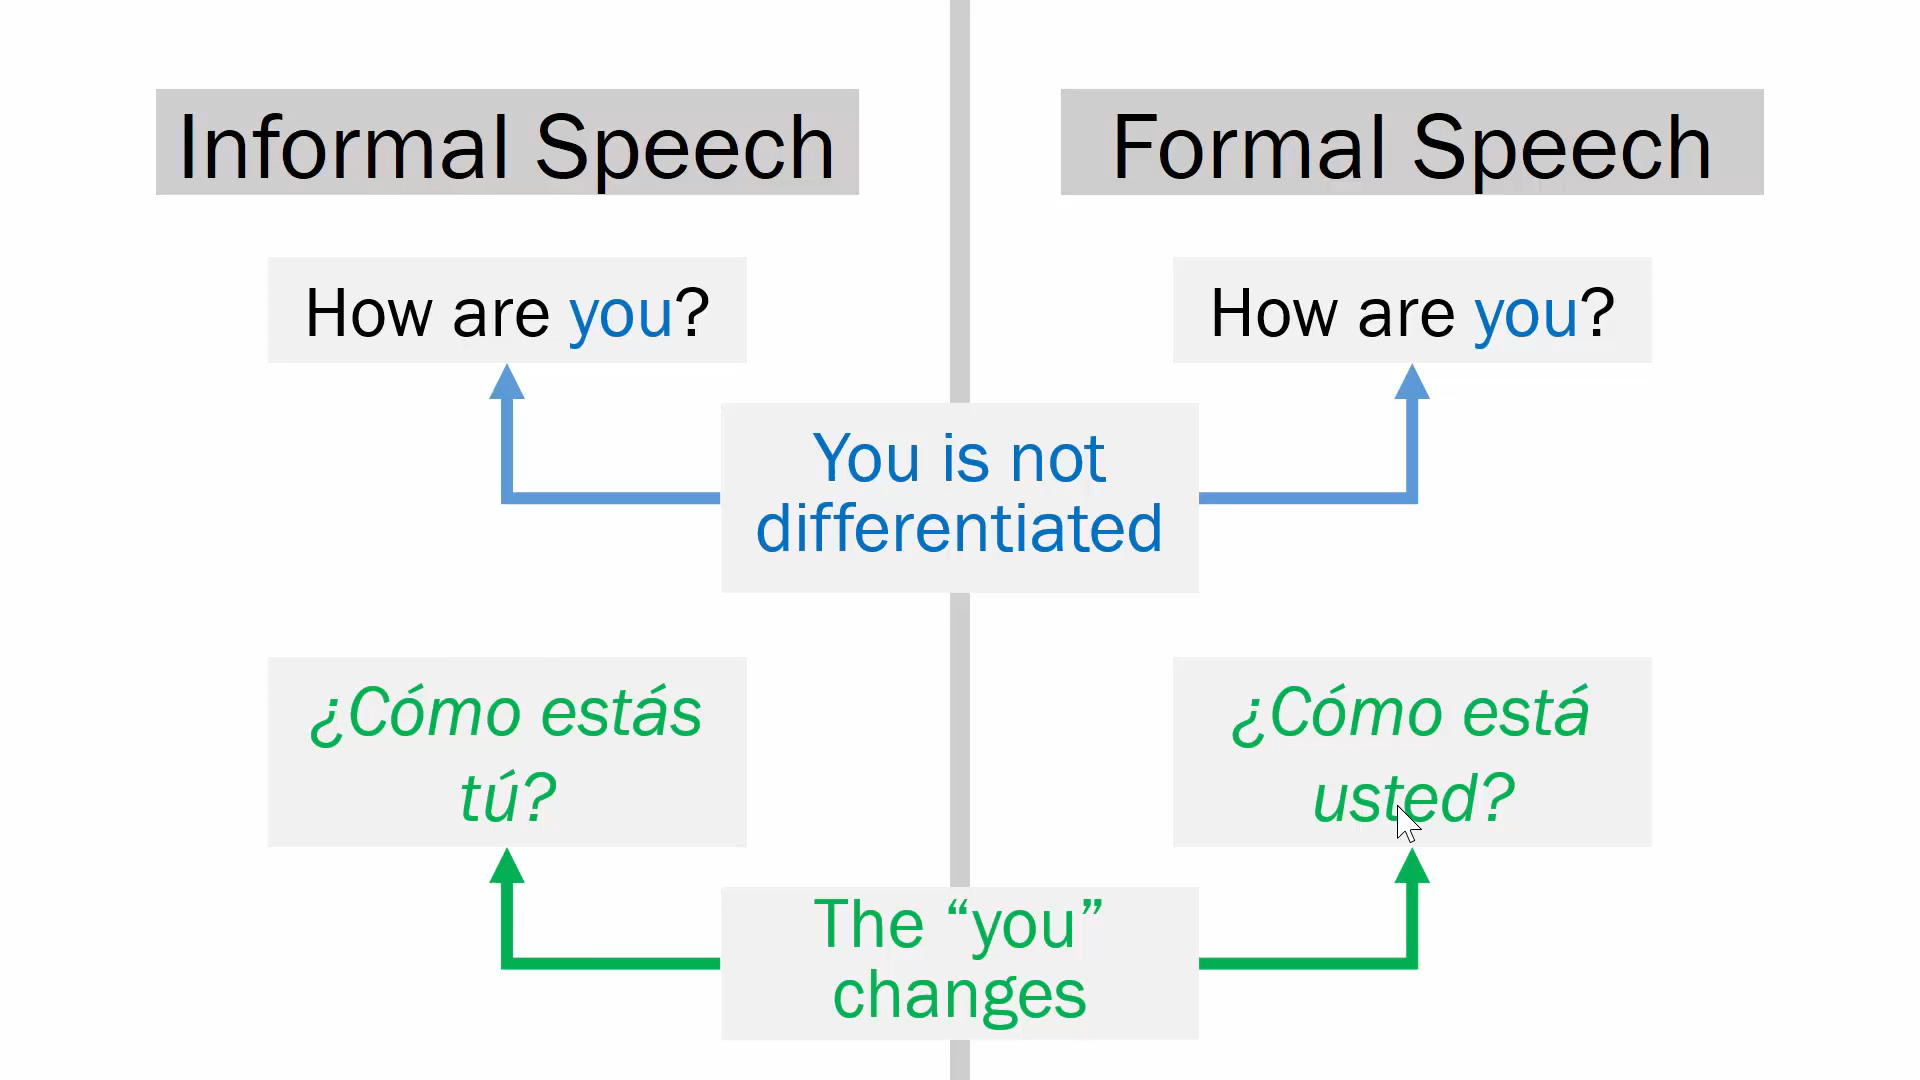 Informal Speech
Formal Speech
How are you?
How are you?
You is not
differentiated
¿Cómo estás
tú?
¿Cómo está
usted?
The “you”
changes